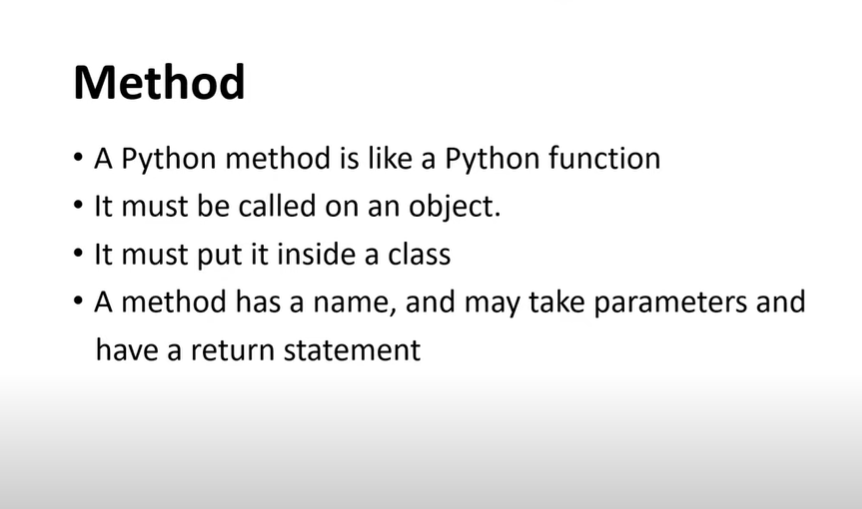 Method
• A Python method is like a Python function
• It must be called on an object.
• It must put it inside a class
• A method has a name, and may take parameters and
have a return statement